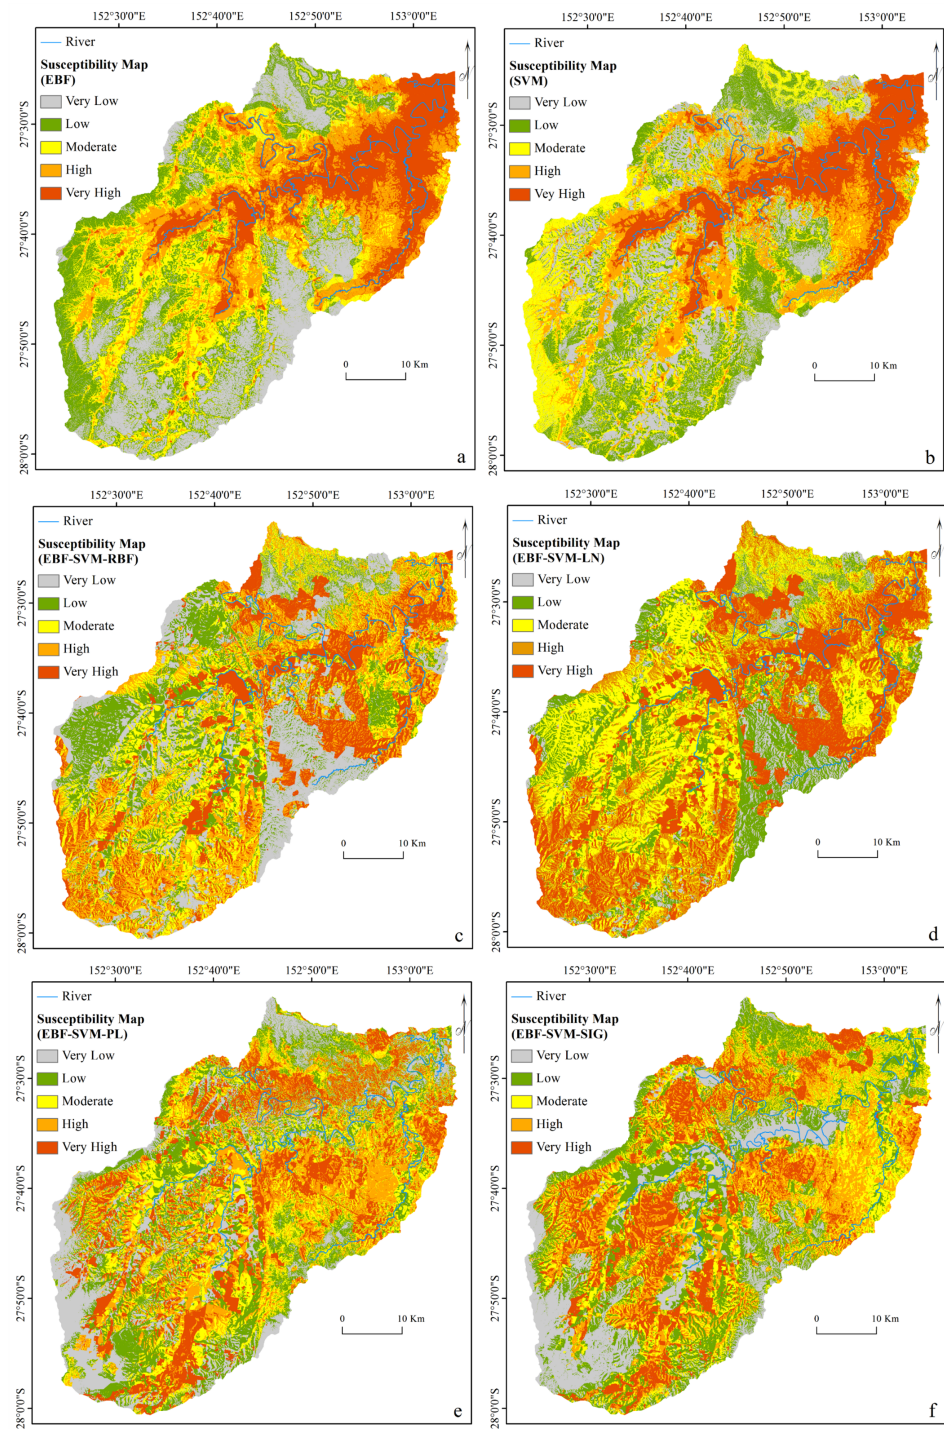 152°30'0"E 152°40'0"E 152°50'0"E 153°0'0"E
River
Susceptibility Map
(EBF)
Very Low
Low
Moderate
High
Very High
27°30'0"S
27°40'0"S
27°50'0"S
28°0'0"S
0 10 Km
a
152°30'0"E 152°40'0"E 152°50'0"E 153°0'0"E
River
Susceptibility Map
(SVM)
Very Low
Low
Moderate
High
Vey High
27°30'0"S
27°40'0"S
27°50'0"S
28°0'0"S
0 10 Km
b
152°30'0"E 152°40'0"E 152°50'0"E 153°0'0"E
River
Susceptibility Map
(EBF-SVM-RBF)
Very Low
Low
Moderate
High
Very High
27°30'0"S
27°40'0"S
27°50'0"S
28°0'0"S
0 10 Km
c
152°30'0"E 152°40'0"E 152°50'0"E 153°0'0"E
River
Susceptibility Map
(EBF-SVM-LN)
Very Low
Low
Moderate
High
Very High
27°30'0"S
27°40'0"S
27°50'0"S
28°0'0"S
0 10 Km
d
152°30'0"E 152°40'0"E 152°50'0"E 153°0'0"E
River
Susceptibility Map
(EBF-SVM-PL)
Very Low
Low
Moderate
High
Very High
27°30'0"S
27°40'0"S
27°50'0"S
28°0'0"S
0 10 Km
e
152°30'0"E 152°40'0"E 152°50'0"E 153°0'0"E
River
Susceptibility Map
(EBF-SVM-SIG)
Very Low
Low
Moderate
High
Very High
27°30'0"S
27°40'0"S
27°50'0"S
28°0'0"S
0 10 Km
f